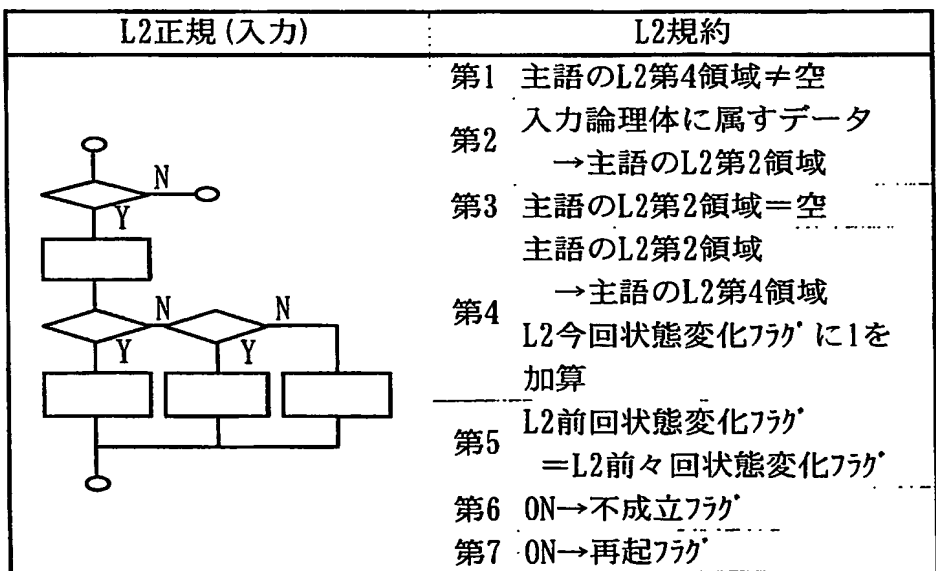 L2正規(入力)
L2規約
N
Y
N
N
Y
Y
第1 主語のL2第4領域≠空
第2 入力論理体に属すデータ
→主語のL2第2領域
第3 主語のL2第2領域=空
第4 主語のL2第2領域
→主語のL2第4領域
L2今回状態変化フラグに1を
加算
第5 L2前回状態変化フラグ
=L2前々回状態変化フラグ
第6 ON→不成立フラグ
第7 ON→再起フラグ